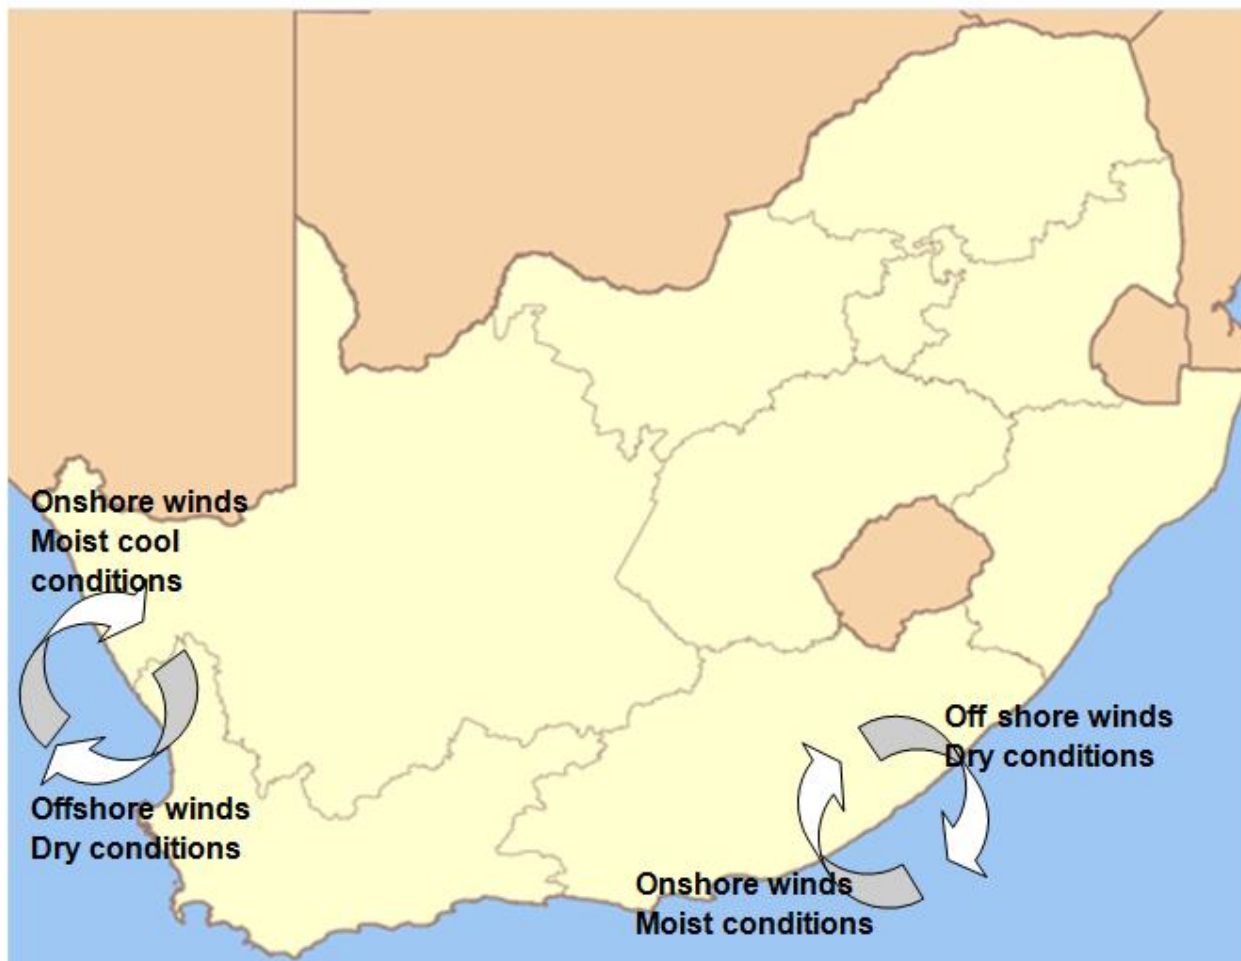 Onshore winds
Moist cool
conditions
Offshore winds
Dry conditions
Off shore winds
Dry conditions
Onshore winds
Moist conditions